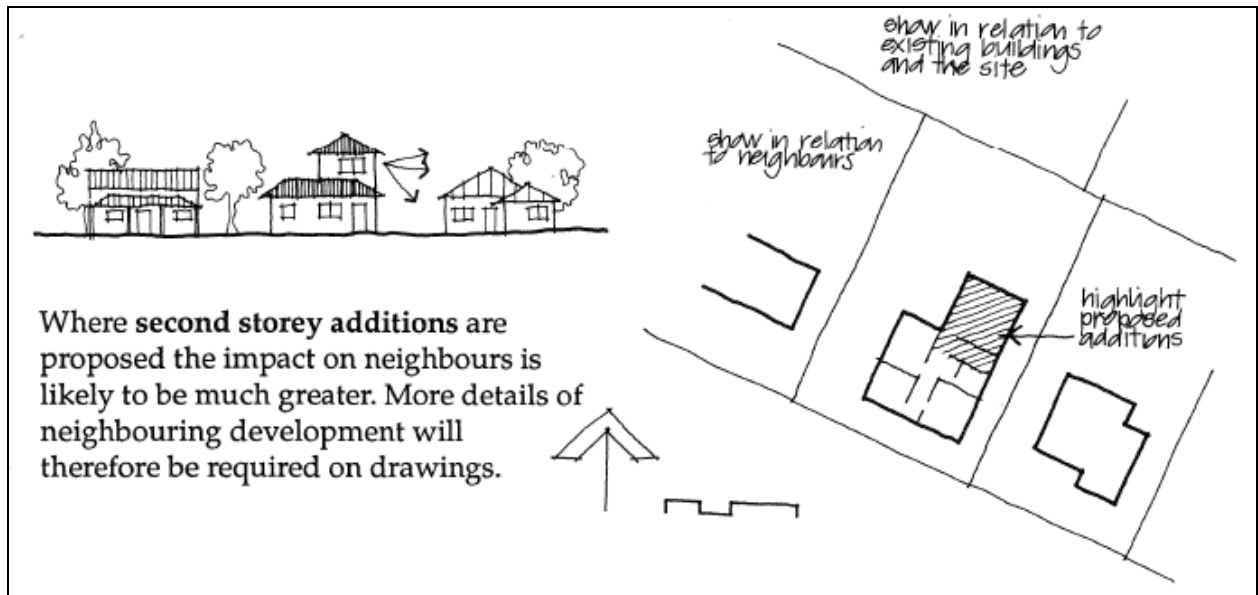 show in relation to
existing buildings
and the site
show in relation
to neighbours
highlight
proposed
additions
Where second storey additions are
proposed the impact on neighbours is
likely to be much greater. More details of
neighbouring development will
therefore be required on drawings.